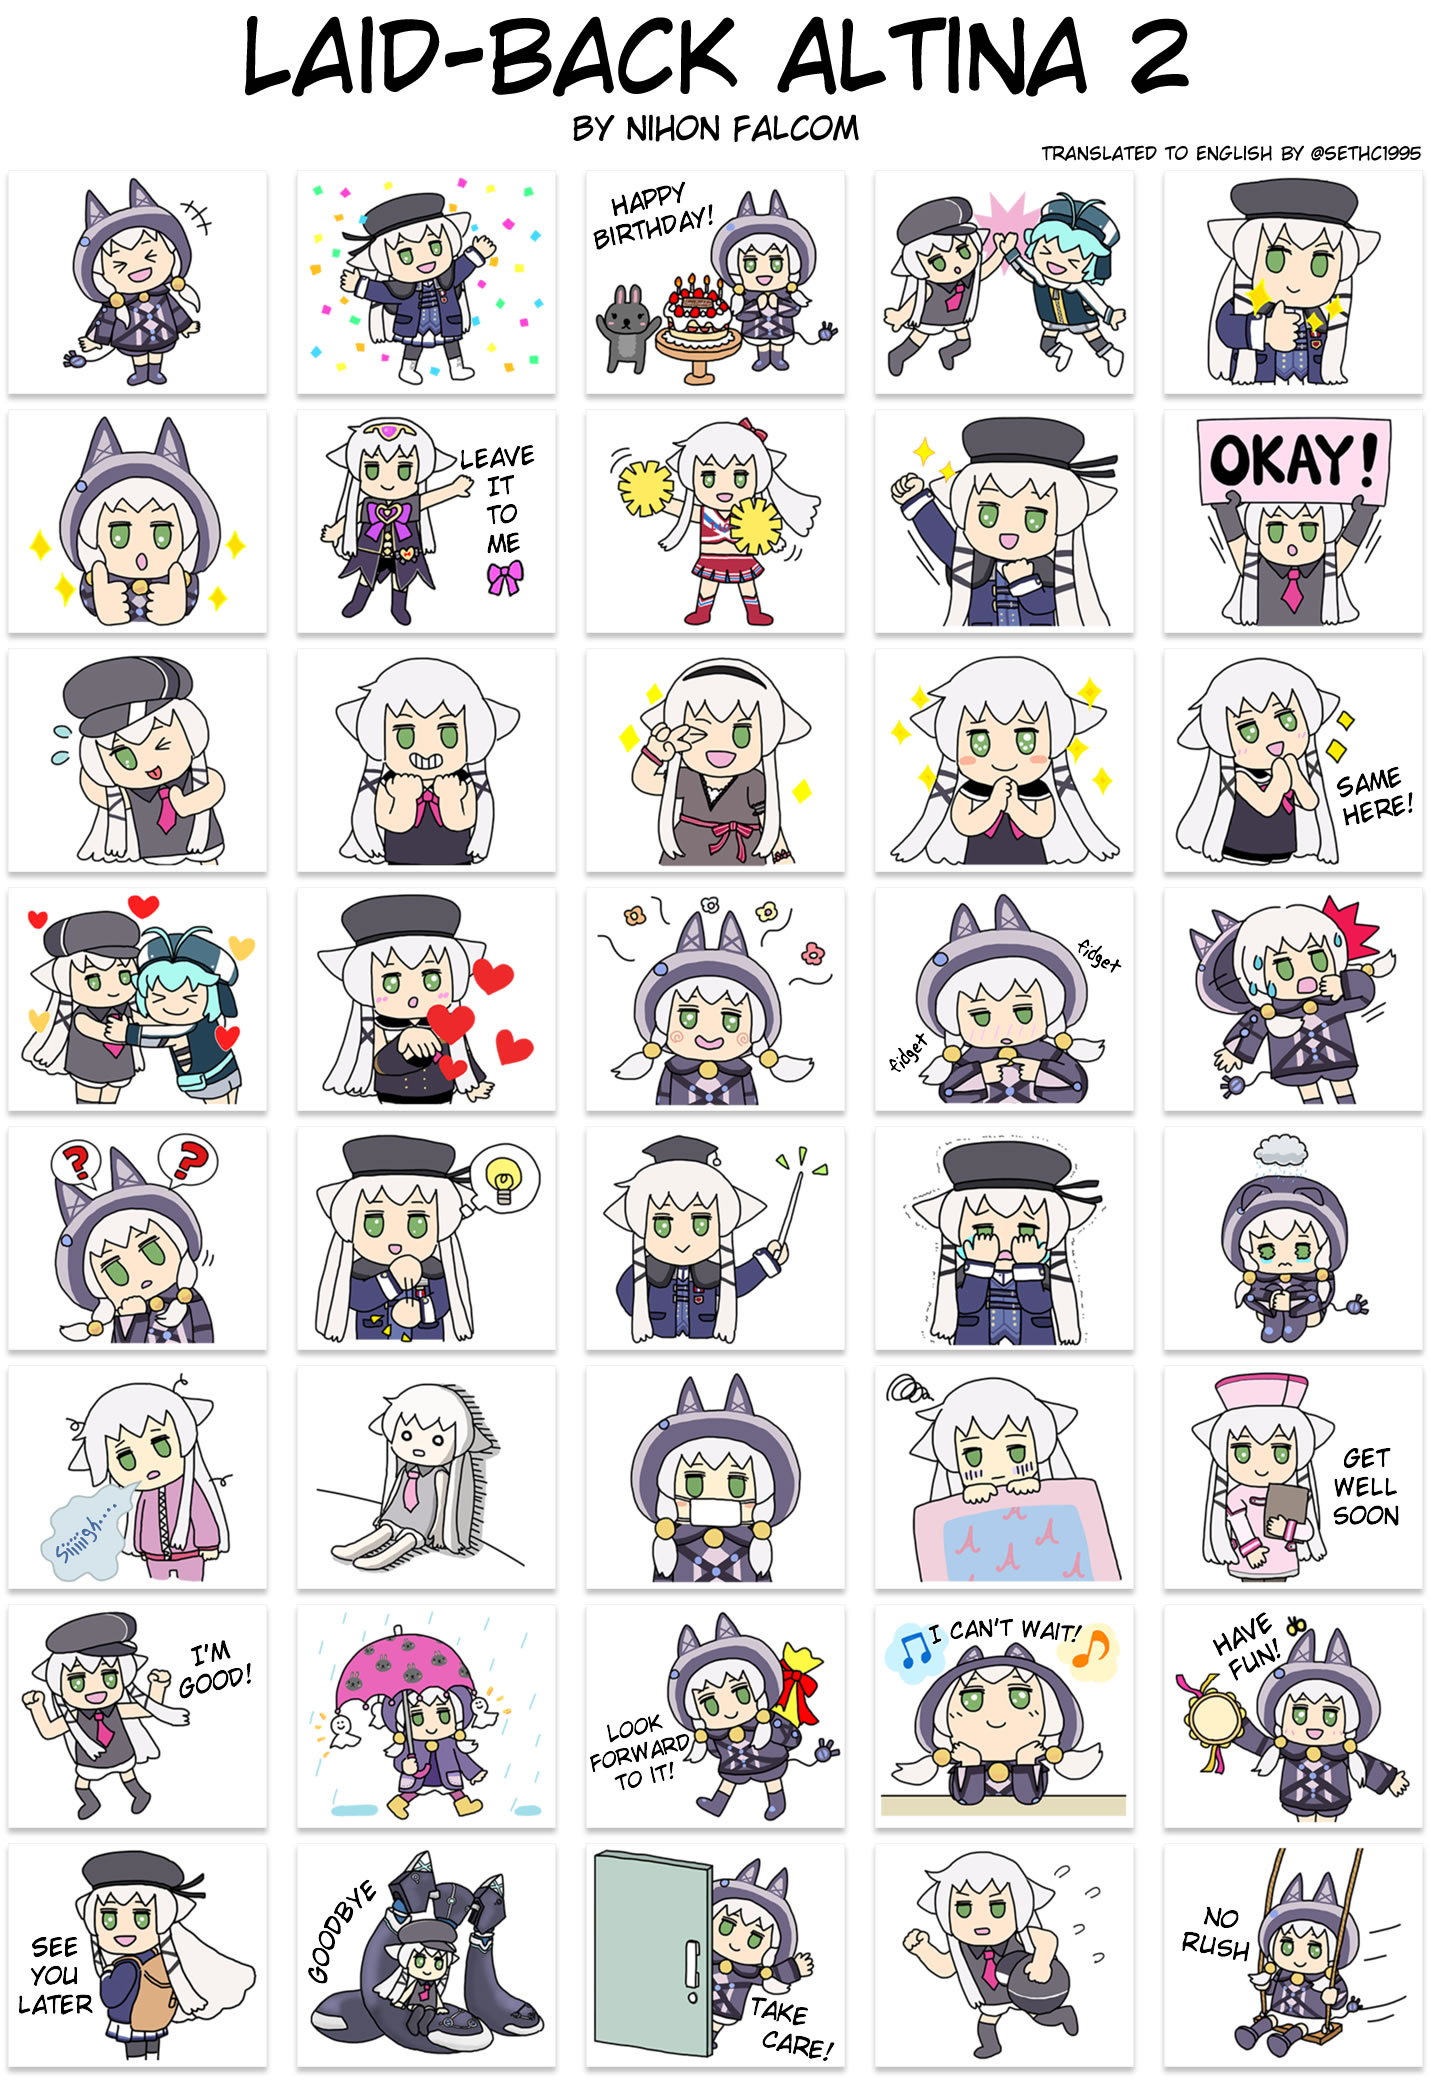 LAID-BACK ALTINA 2
BY NIHON FALCOM
TRANSLATED TO ENGLISH BY @SETHC1995
HAPPY
BIRTHDAY!
LEAVE
IT
TO
ME
OKAY!
SAME
HERE!
fidget
fidget
?
?
Siiiiigh....
A
A
A
A
A
GET
WELL
SOON
I'M
GOOD!
LOOK
FORWARD
TO IT!
I CAN'T WAIT!
HAVE
FUN!
SEE
YOU
LATER
GOODBYE
TAKE
CARE!
NO
RUSH